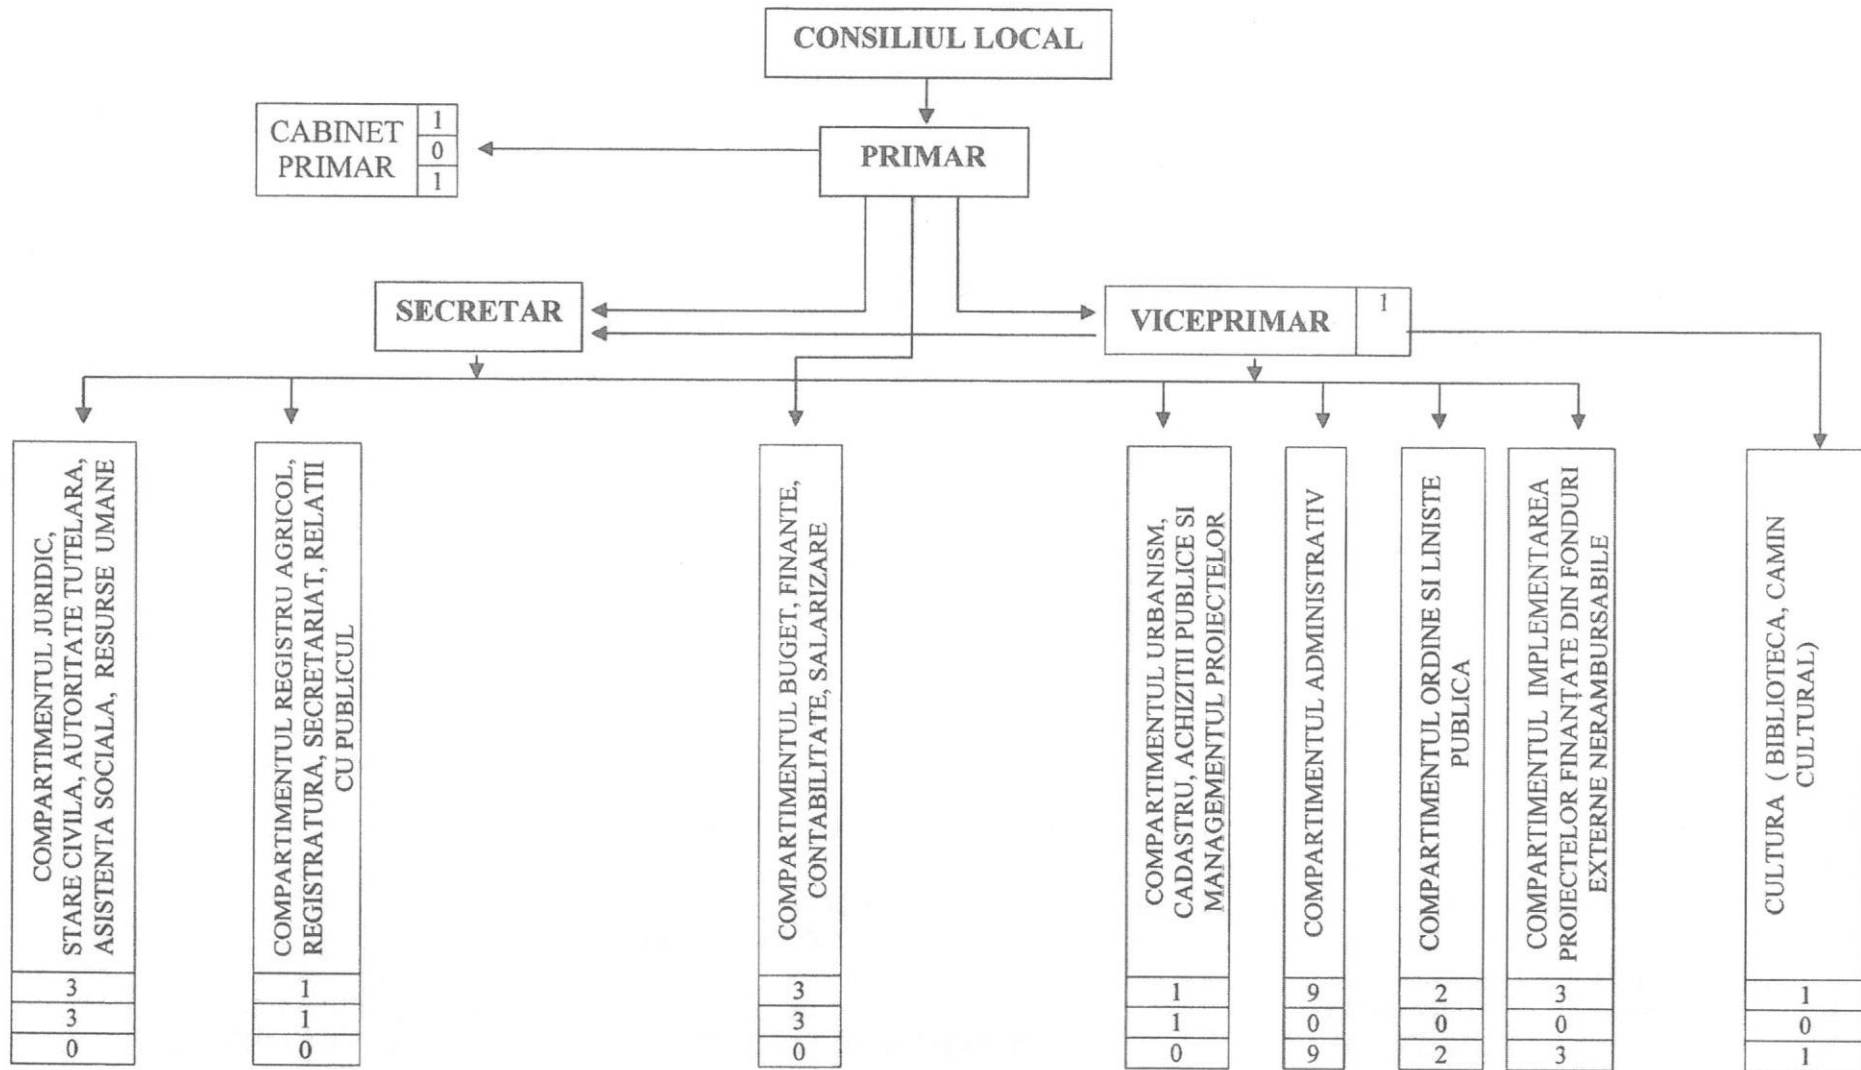 CONSILIUL LOCAL
CABINET
PRIMAR
1
0
1
PRIMAR
SECRETAR
VICEPRIMAR
1
COMPARTIMENTUL JURIDIC,
STARE CIVILA, AUTORITATE TUTELARA,
ASISTENTA SOCIALA, RESURSE UMANE
3
3
0
COMPARTIMENTUL REGISTRU AGRICOL,
REGISTRATURA, SECRETARIAT, RELATII
CU PUBLICUL
1
1
0
COMPARTIMENTUL BUGET, FINANTE,
CONTABILITATE, SALARIZARE
3
3
0
COMPARTIMENTUL URBANISM,
CADASTRU, ACHIZITII PUBLICE SI
MANAGEMENTUL PROIECTELOR
1
1
0
COMPARTIMENTUL ADMINISTRATIV
9
0
9
COMPARTIMENTUL ORDINE SI LINISTE
PUBLICA
2
0
2
COMPARTIMENTUL IMPLEMENTAREA
PROIECTELOR FINANȚATE DIN FONDURI
EXTERNE NERAMBURSABILE
3
0
3
CULTURA ( BIBLIOTECA, CAMIN
CULTURAL)
1
0
1